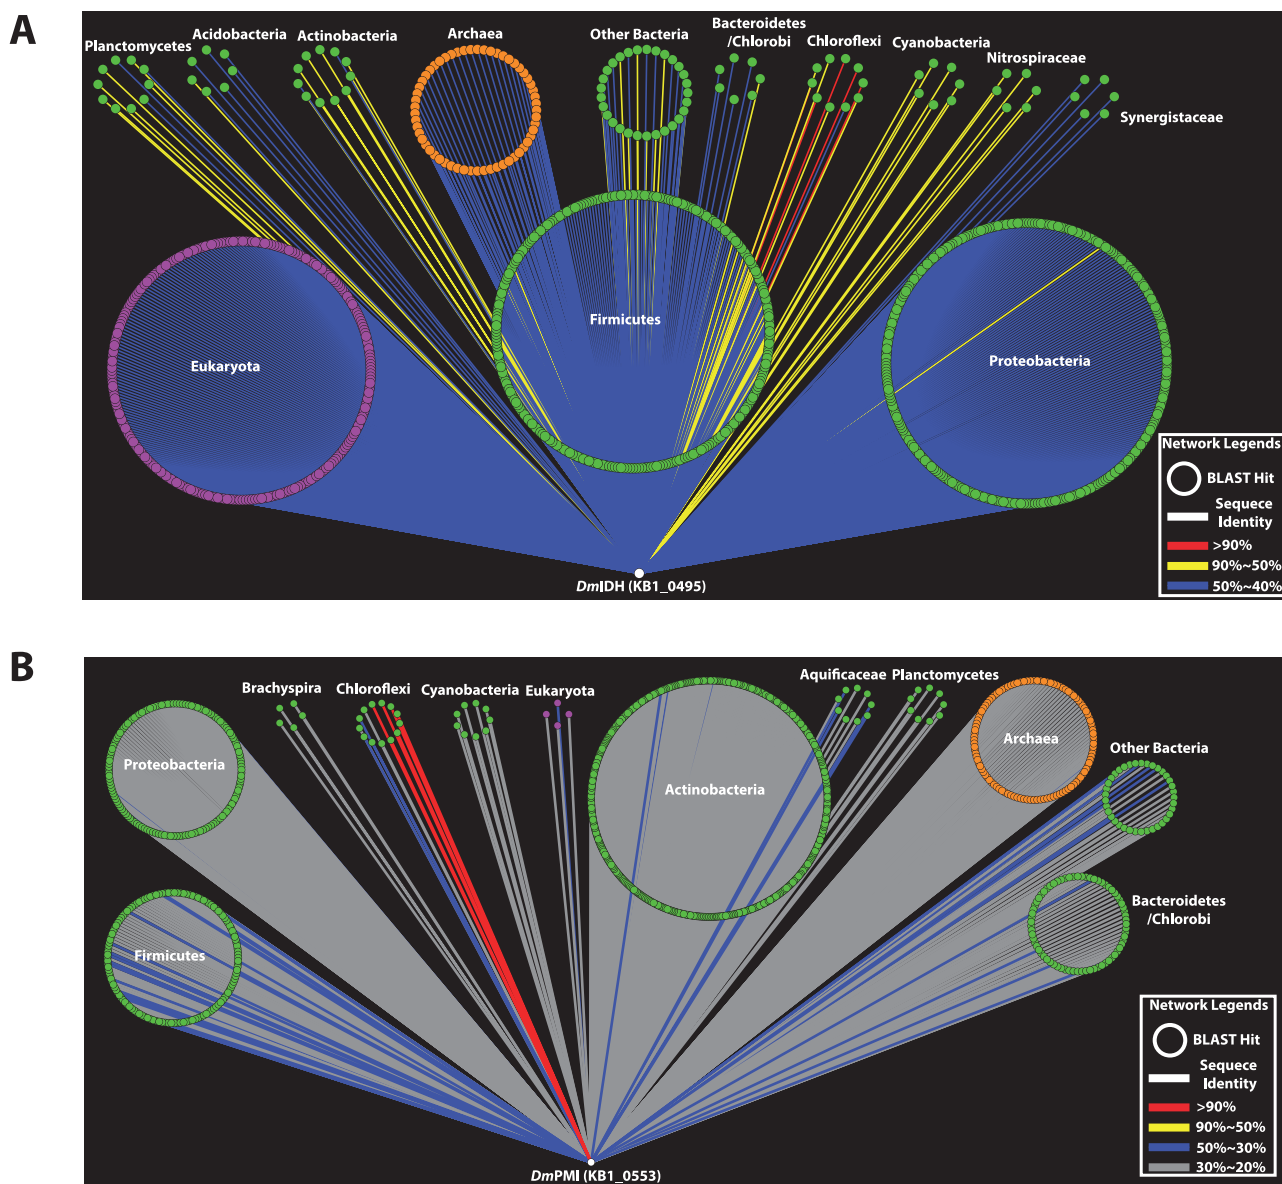 A
Planctomycetes
Acidobacteria
Actinobacteria
Archaea
Other Bacteria
Bacteroidetes
/Chlorobi
Chloroflexi
Cyanobacteria
Nitrospiraceae
Synergistaceae
Eukaryota
Firmicutes
Proteobacteria
DmIDH (KB1_0495)
Network Legends
BLAST Hit
Sequece
Identity
>90%
90%~50%
50%~40%
B
Proteobacteria
Brachyspira
Chloroflexi
Cyanobacteria
Eukaryota
Actinobacteria
Aquificaceae
Planctomycetes
Archaea
Other Bacteria
Firmicutes
Bacteroidetes
/Chlorobi
DmPMI (KB1_0553)
Network Legends
BLAST Hit
Sequece
Identity
>90%
90%~50%
50%~30%
30%~20%